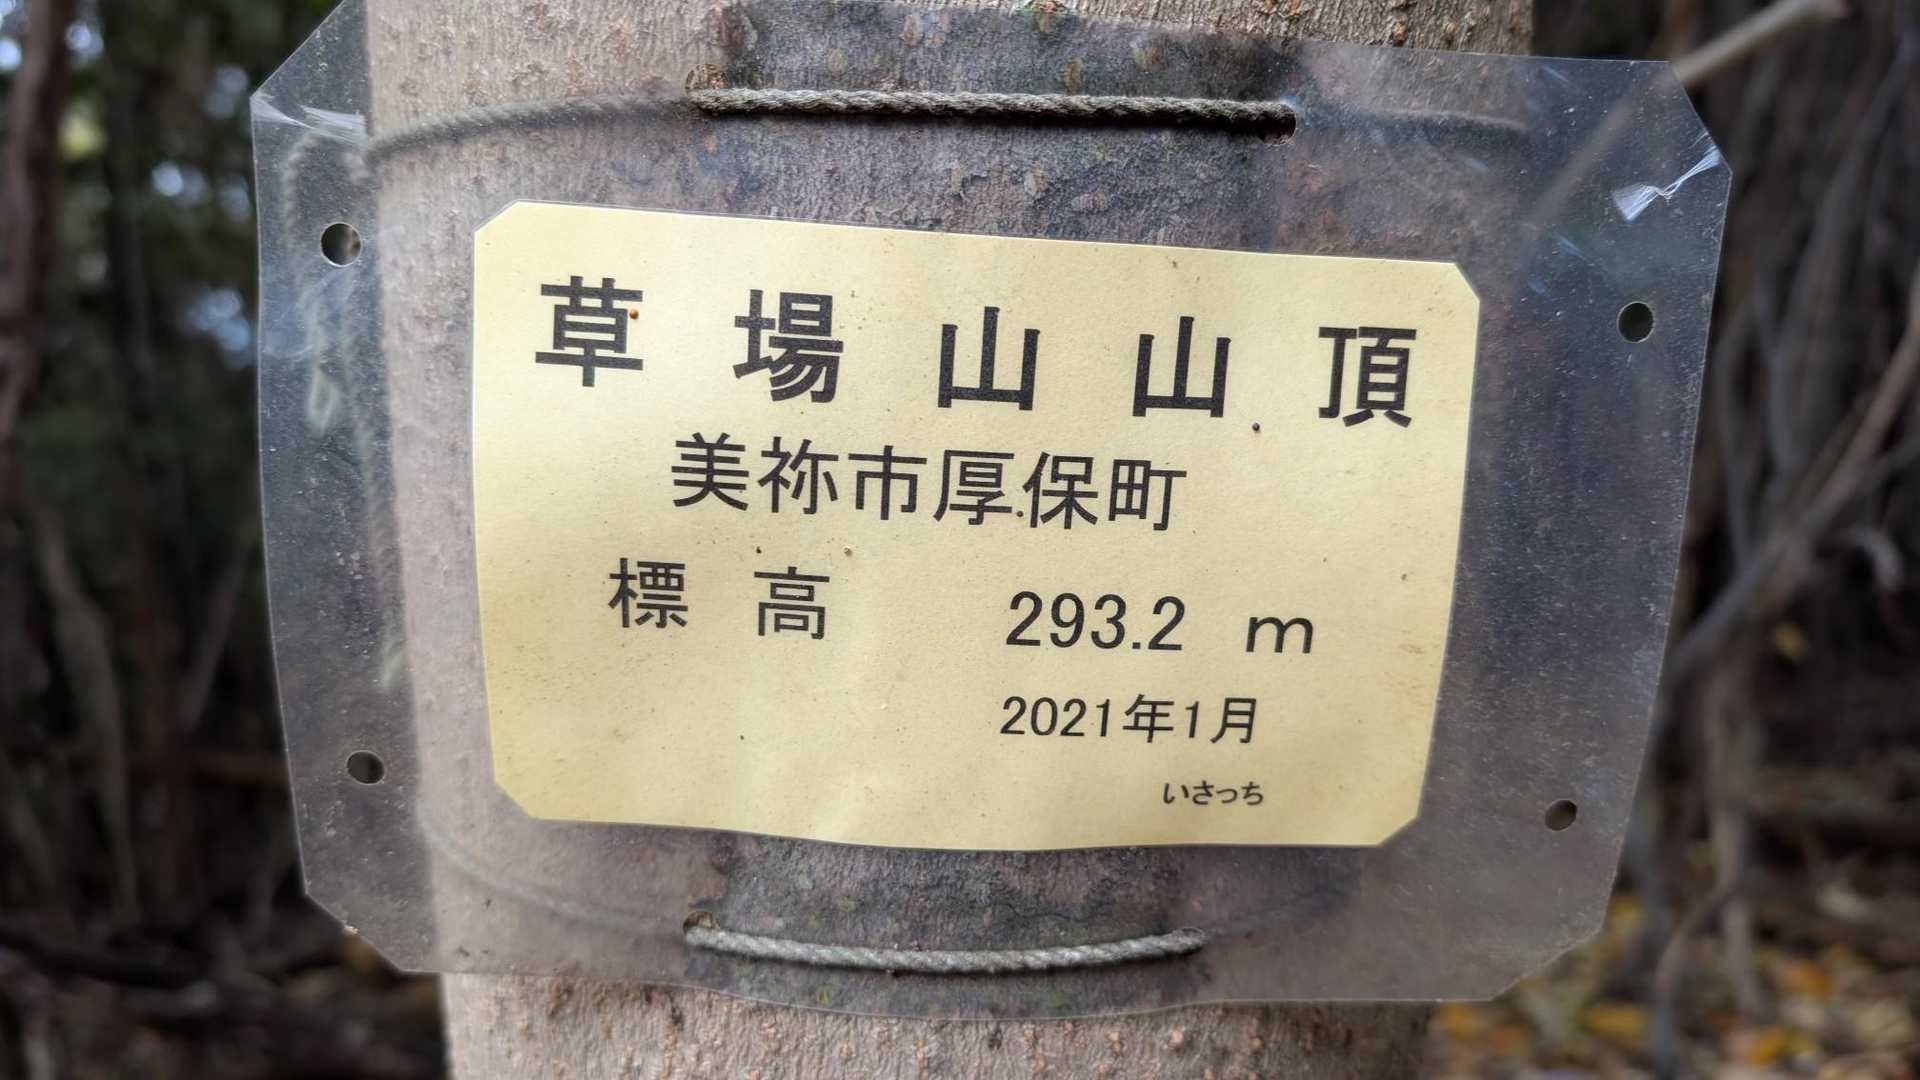 草場山山頂
美祢市厚保町
標高 293.2 m
2021年1月
いさっち